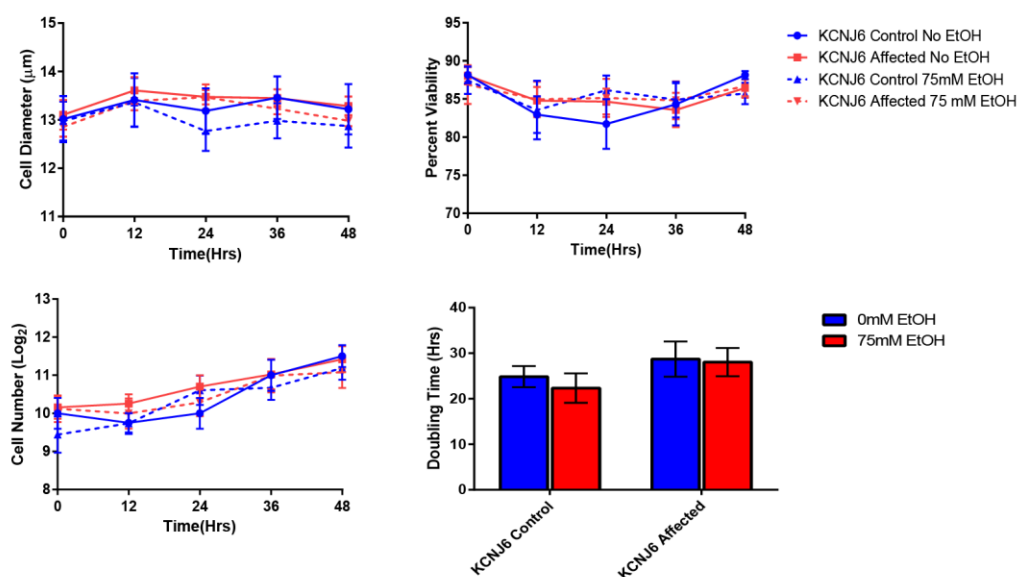 Cell Diameter (μm)
15
14
13
12
11
0 12 24 36 48
Time(Hrs)
Percent Viability
95
90
85
80
75
70
0 12 24 36 48
Time(Hrs)
KCNJ6 Control No EtOH
KCNJ6 Affected No EtOH
KCNJ6 Control 75mM EtOH
KCNJ6 Affected 75 mM EtOH
Cell Number (Log2)
13
12
11
10
9
8
0 12 24 36 48
Time(Hrs)
Doubling Time (Hrs)
40
30
20
10
0
KCNJ6 Control
KCNJ6 Affected
0mM EtOH
75mM EtOH